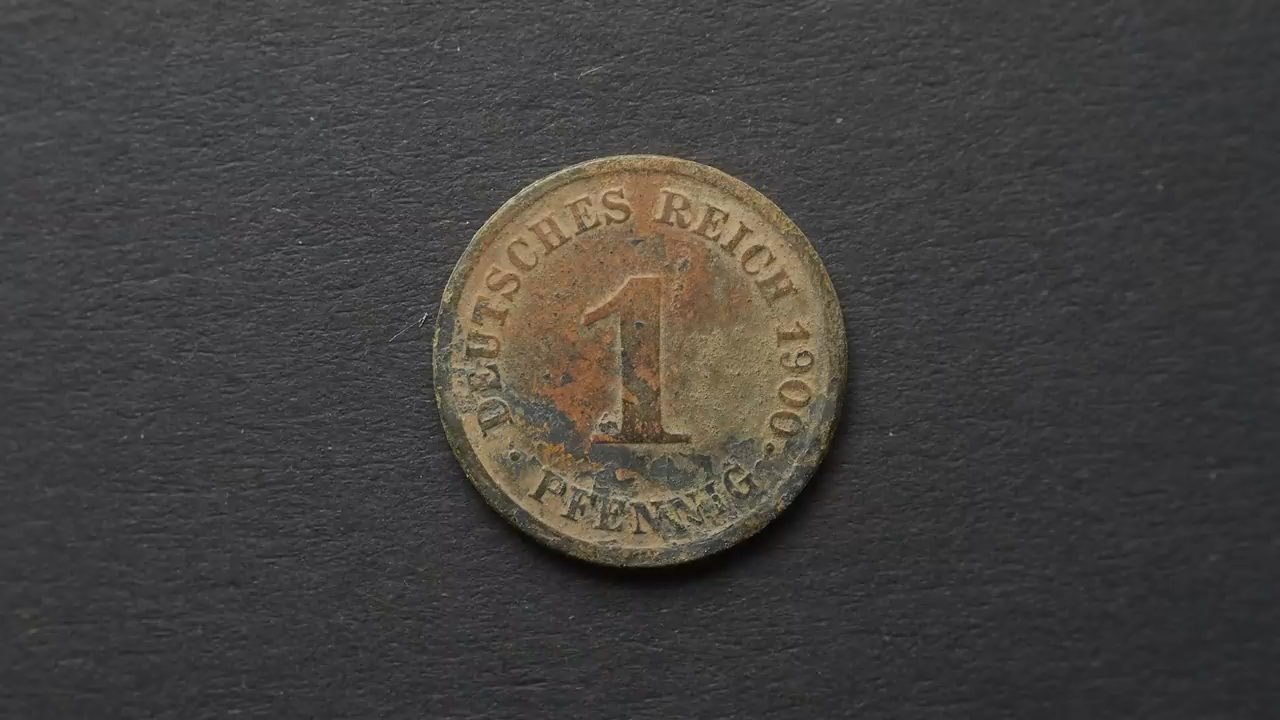 DEUTSCHES REICH 1900
1
· PFENNIG ·